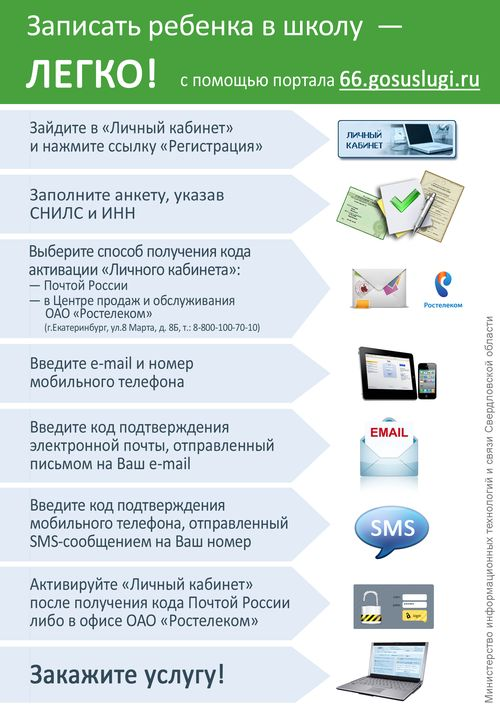 Записать ребенка в школу —
ЛЕГКО! с помощью портала 66.gosuslugi.ru
Зайдите в «Личный кабинет»
и нажмите ссылку «Регистрация»
ЛИЧНЫЙ
КАБИНЕТ
Заполните анкету, указав
СНИЛС и ИНН
Выберите способ получения кода
активации «Личного кабинета»:
— Почтой России
— в Центре продаж и обслуживания
ОАО «Ростелеком»
(г.Екатеринбург, ул.8 Марта, д. 8Б, т.: 8-800-100-70-10)
Ростелеком
Введите e-mail и номер
мобильного телефона
Введите код подтверждения
электронной почты, отправленный
письмом на Ваш e-mail
EMAIL
Введите код подтверждения
мобильного телефона, отправленный
SMS-сообщением на Ваш номер
SMS
Активируйте «Личный кабинет»
после получения кода Почтой России
либо в офисе ОАО «Ростелеком»
Закажите услугу!
Министерство информационных технологий и связи Свердловской области